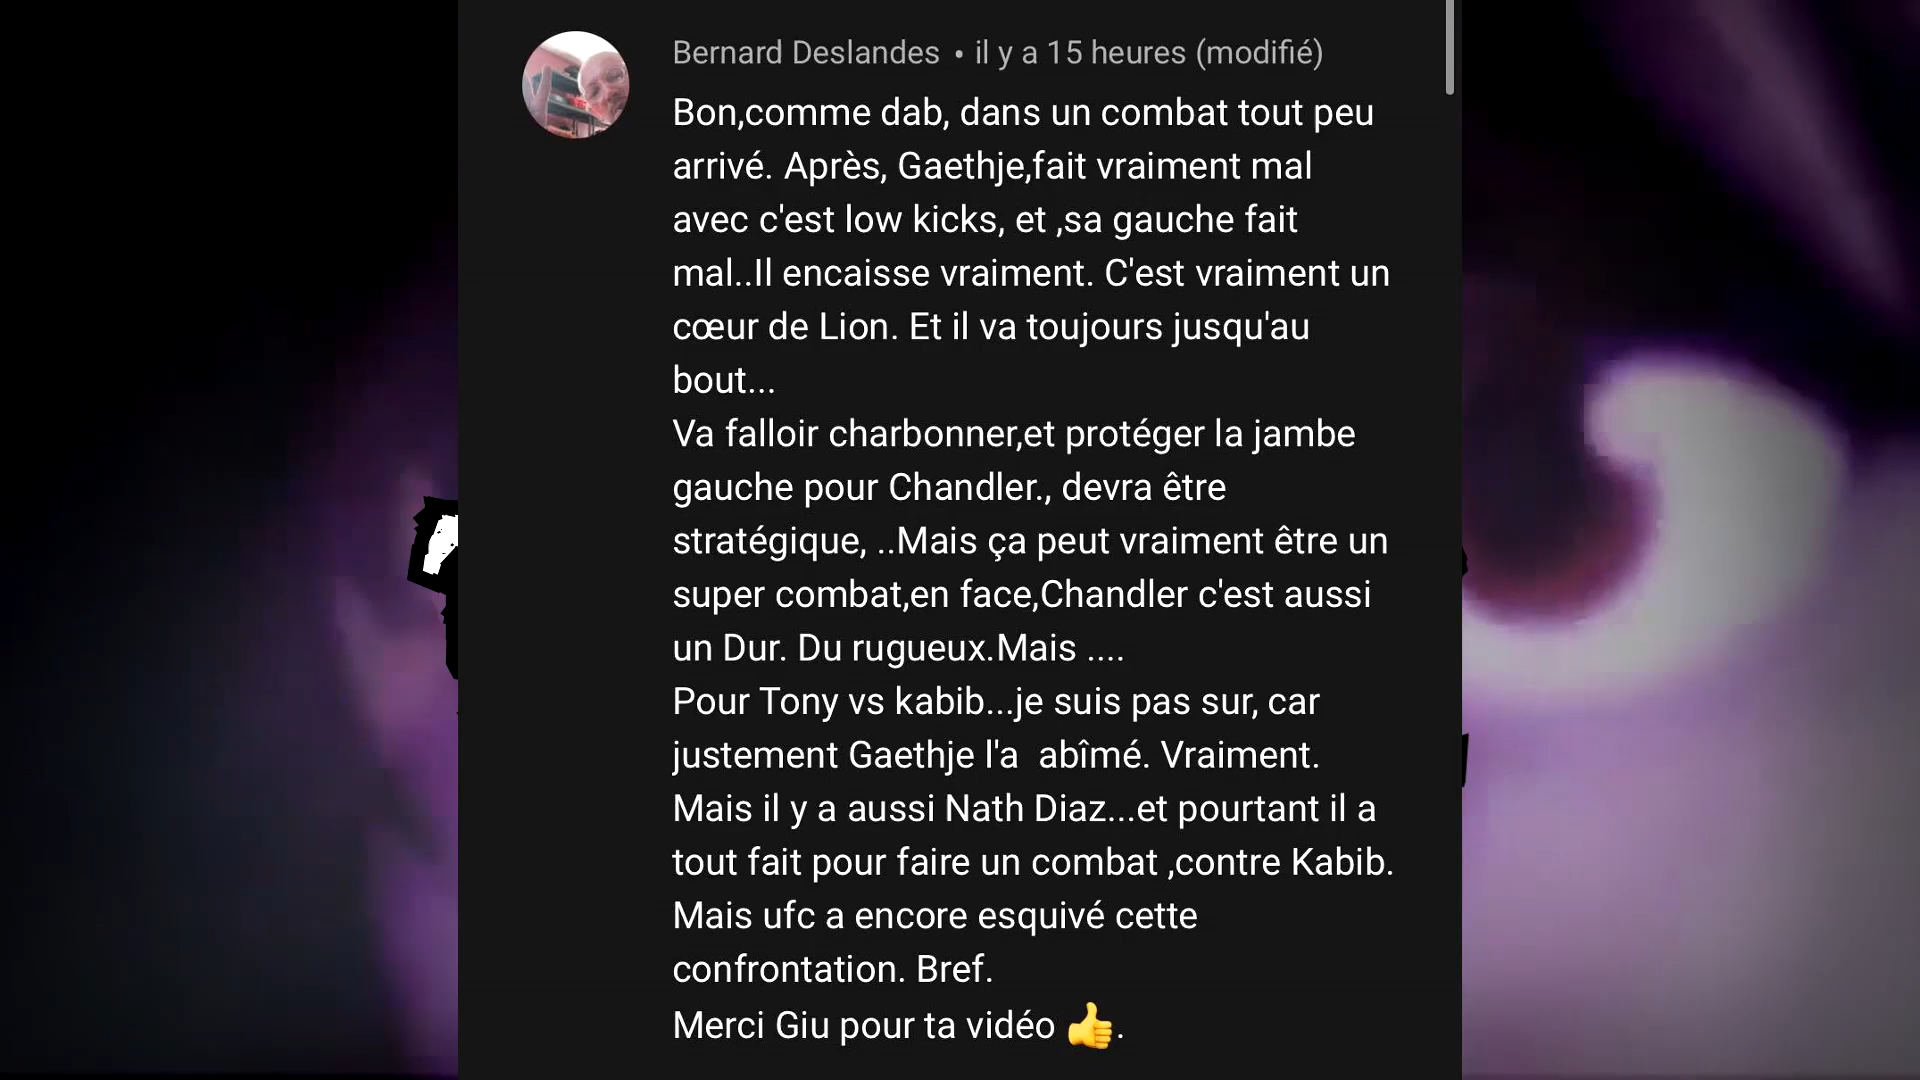 Bernard Deslandes • il y a 15 heures (modifié)
Bon,comme dab, dans un combat tout peu
arrivé. Après, Gaethje,fait vraiment mal
avec c'est low kicks, et ,sa gauche fait
mal..Il encaisse vraiment. C'est vraiment un
cœur de Lion. Et il va toujours jusqu'au
bout...
Va falloir charbonner,et protéger la jambe
gauche pour Chandler., devra être
stratégique, ..Mais ça peut vraiment être un
super combat,en face,Chandler c'est aussi
un Dur. Du rugueux.Mais ....
Pour Tony vs kabib...je suis pas sur, car
justement Gaethje l'a  abîmé. Vraiment.
Mais il y a aussi Nath Diaz...et pourtant il a
tout fait pour faire un combat ,contre Kabib.
Mais ufc a encore esquivé cette
confrontation. Bref.
Merci Giu pour ta vidéo 👍.